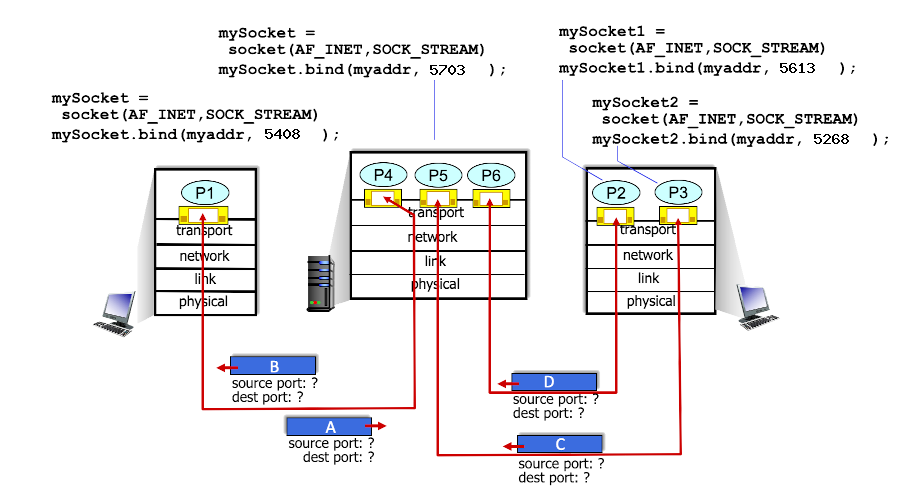 mySocket =
socket(AF_INET,SOCK_STREAM)
mySocket.bind(myaddr, 5703 );
mySocket1 =
socket(AF_INET,SOCK_STREAM)
mySocket1.bind(myaddr, 5613 );
mySocket =
socket(AF_INET,SOCK_STREAM)
mySocket.bind(myaddr, 5408 );
mySocket2 =
socket(AF_INET,SOCK_STREAM)
mySocket2.bind(myaddr, 5268 );
P1
transport
network
link
physical
P4 P5 P6
transport
network
link
physical
P2 P3
transport
network
link
physical
B
source port: ?
dest port: ?
A
source port: ?
dest port: ?
D
source port: ?
dest port: ?
C
source port: ?
dest port: ?